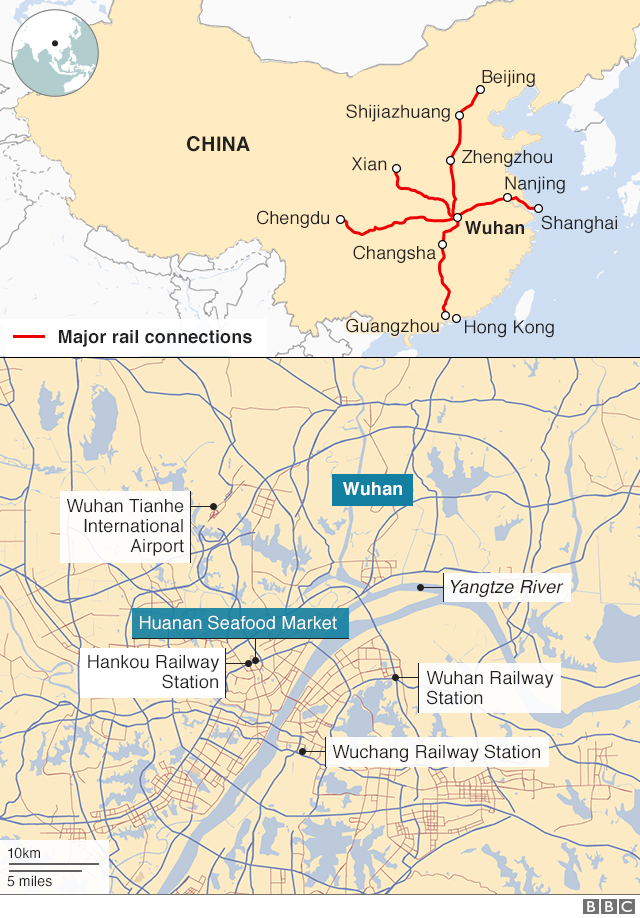 Beijing
Shijiazhuang
CHINA
Xian
Zhengzhou
Nanjing
Chengdu
Wuhan
Shanghai
Changsha
Guangzhou
Hong Kong
Major rail connections
Wuhan
Wuhan Tianhe
International
Airport
Yangtze River
Huanan Seafood Market
Hankou Railway
Station
Wuhan Railway
Station
Wuchang Railway Station
10km
5 miles
BBC